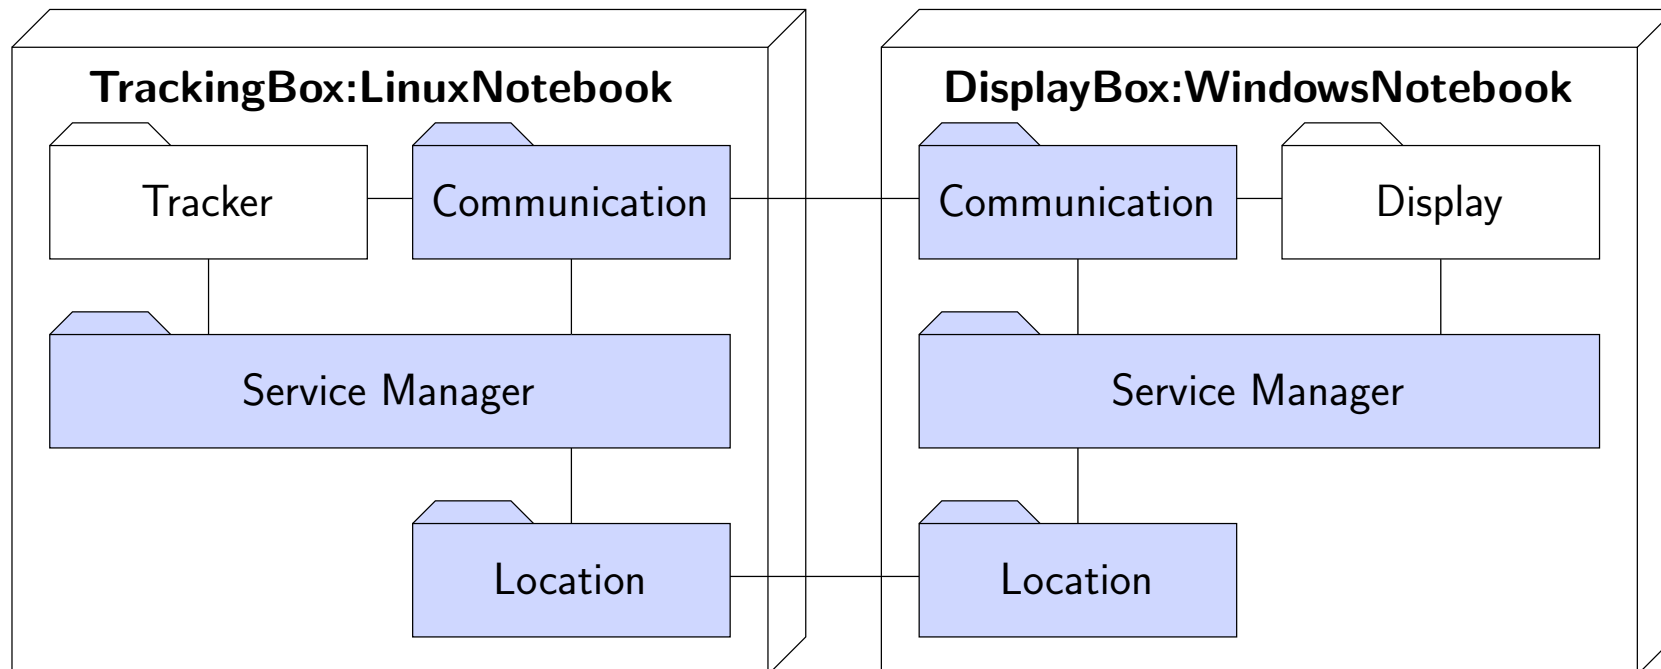 TrackingBox:LinuxNotebook
Tracker
Communication
Service Manager
Location
DisplayBox:WindowsNotebook
Communication
Display
Service Manager
Location